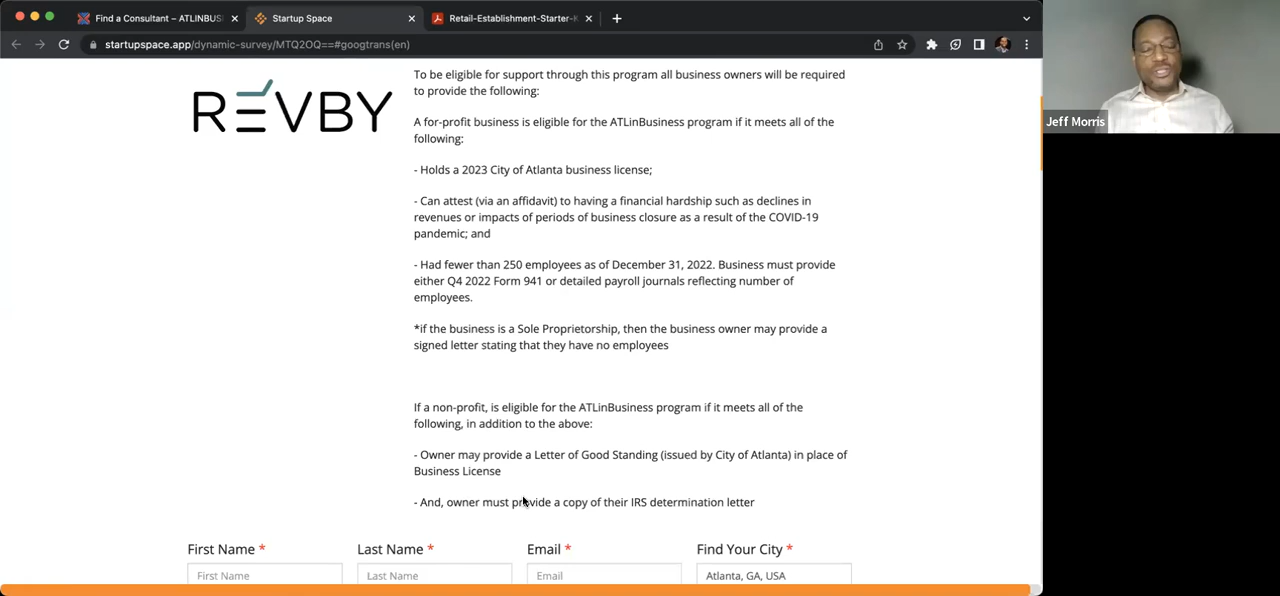 Find a Consultant – ATLINBUSI
Startup Space
Retail-Establishment-Starter-K
startupspace.app/dynamic-survey/MTQ2OQ==#googtrans(en)
Jeff Morris
REVBY
To be eligible for support through this program all business owners will be required
to provide the following:
A for-profit business is eligible for the ATLinBusiness program if it meets all of the
following:
- Holds a 2023 City of Atlanta business license;
- Can attest (via an affidavit) to having a financial hardship such as declines in
revenues or impacts of periods of business closure as a result of the COVID-19
pandemic; and
- Had fewer than 250 employees as of December 31, 2022. Business must provide
either Q4 2022 Form 941 or detailed payroll journals reflecting number of
employees.
*if the business is a Sole Proprietorship, then the business owner may provide a
signed letter stating that they have no employees
If a non-profit, is eligible for the ATLinBusiness program if it meets all of the
following, in addition to the above:
- Owner may provide a Letter of Good Standing (issued by City of Atlanta) in place of
Business License
- And, owner must provide a copy of their IRS determination letter
First Name * Last Name * Email * Find Your City *
First Name Last Name Email Atlanta, GA, USA